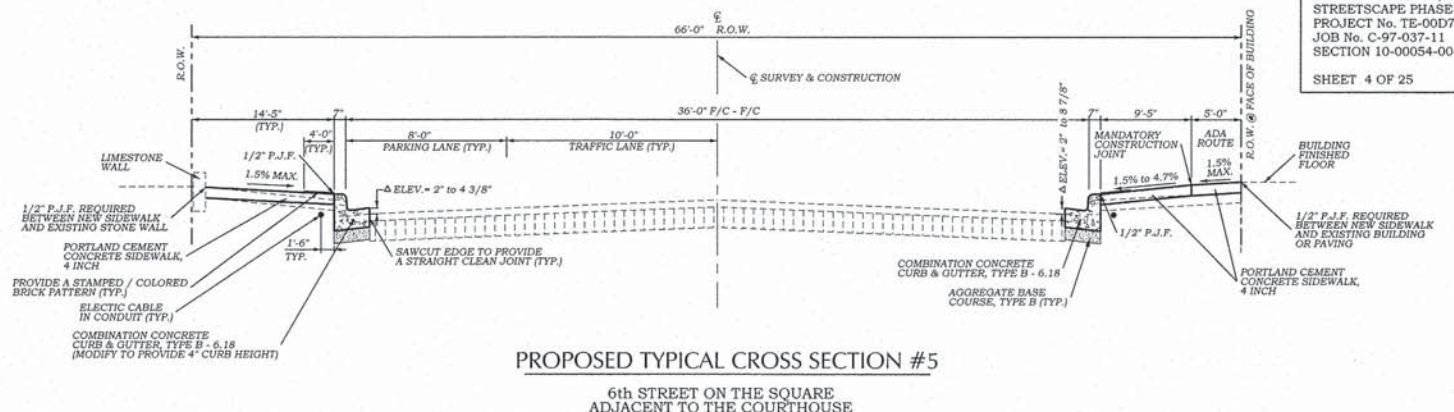 STREETSCAPE PHASE
PROJECT No. TE-00D7
JOB No. C-97-037-11
SECTION 10-00054-00
SHEET 4 OF 25
℄
66'-0" R.O.W.
R.O.W.
℄ SURVEY & CONSTRUCTION
R.O.W. @ FACE OF BUILDING
14'-5"
(TYP.)
7"
36'-0" F/C - F/C
7"
9'-5"
5'-0"
4'-0"
(TYP.)
8'-0"
PARKING LANE (TYP.)
10'-0"
TRAFFIC LANE (TYP.)
Δ ELEV.= 2" to 8 7/8"
MANDATORY
CONSTRUCTION
JOINT
ADA
ROUTE
LIMESTONE
WALL
1/2" P.J.F.
1.5% MAX.
Δ ELEV.= 2" to 4 3/8"
1.5% to 4.7%
1.5%
MAX.
BUILDING
FINISHED
FLOOR
1/2" P.J.F. REQUIRED
BETWEEN NEW SIDEWALK
AND EXISTING STONE WALL
PORTLAND CEMENT
CONCRETE SIDEWALK,
4 INCH
PROVIDE A STAMPED / COLORED
BRICK PATTERN (TYP.)
ELECTIC CABLE
IN CONDUIT (TYP.)
COMBINATION CONCRETE
CURB & GUTTER, TYPE B - 6.18
(MODIFY TO PROVIDE 4" CURB HEIGHT)
1'-6"
TYP.
SAWCUT EDGE TO PROVIDE
A STRAIGHT CLEAN JOINT (TYP.)
COMBINATION CONCRETE
CURB & GUTTER, TYPE B - 6.18
AGGREGATE BASE
COURSE, TYPE B (TYP.)
1/2" P.J.F.
1/2" P.J.F. REQUIRED
BETWEEN NEW SIDEWALK
AND EXISTING BUILDING
OR PAVING
PORTLAND CEMENT
CONCRETE SIDEWALK,
4 INCH
PROPOSED TYPICAL CROSS SECTION #5
6th STREET ON THE SQUARE
ADJACENT TO THE COURTHOUSE